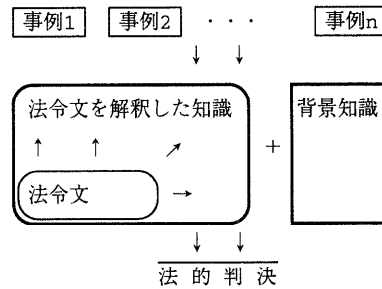 事例1 事例2 ・・・ 事例n
↓ ↓
法令文を解釈した知識
背景知識
↑ ↑ ↗
+
法令文 →
↓ ↓
法的判決